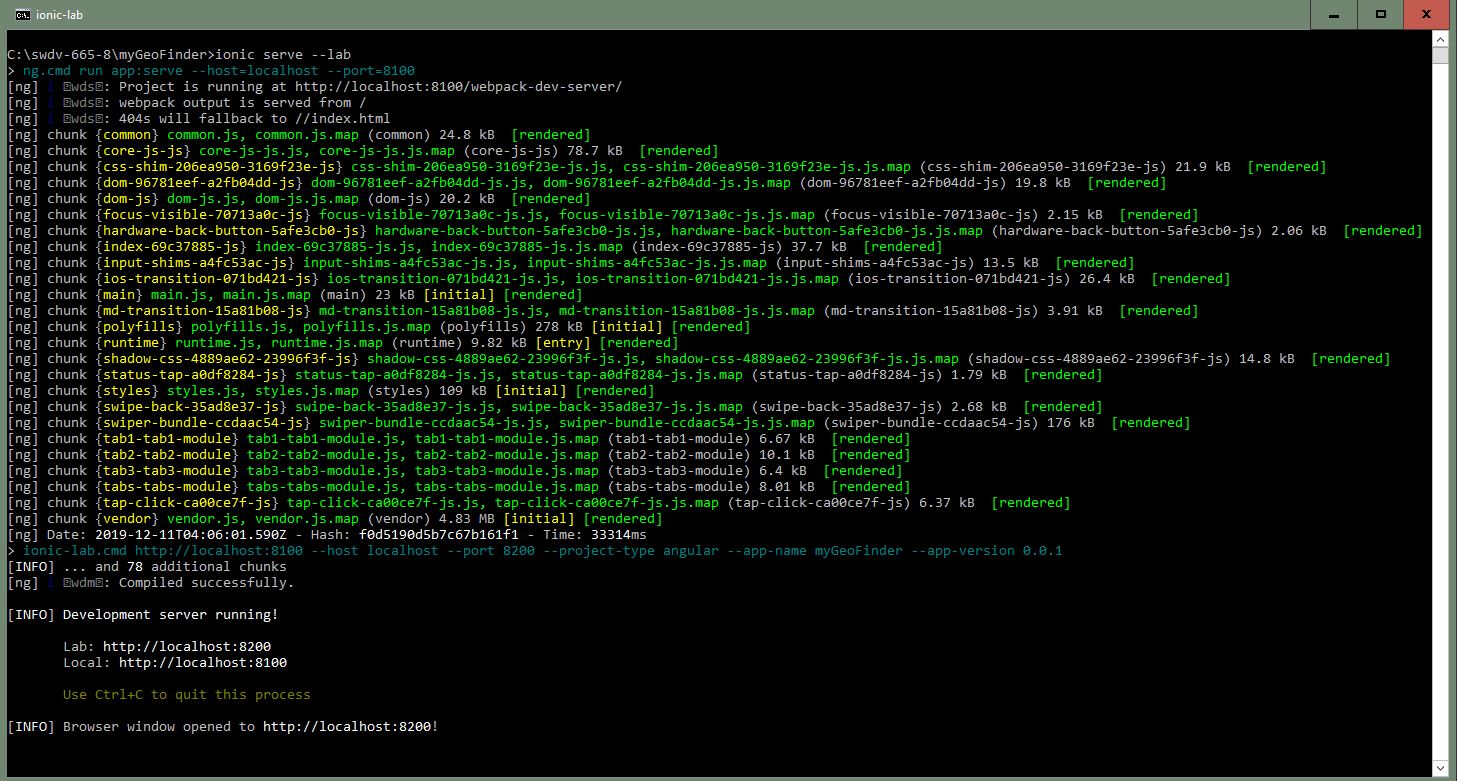 ionic-lab
C:\swdv-665-8\myGeoFinder>ionic serve --lab
> ng.cmd run app:serve --host=localhost --port=8100
[ng] i ｢wds｣: Project is running at http://localhost:8100/webpack-dev-server/
[ng] i ｢wds｣: webpack output is served from /
[ng] i ｢wds｣: 404s will fallback to //index.html
[ng] chunk {common} common.js, common.js.map (common) 24.8 kB  [rendered]
[ng] chunk {core-js-js} core-js-js.js, core-js-js.js.map (core-js-js) 78.7 kB  [rendered]
[ng] chunk {css-shim-206ea950-3169f23e-js} css-shim-206ea950-3169f23e-js.js, css-shim-206ea950-3169f23e-js.js.map (css-shim-206ea950-3169f23e-js) 21.9 kB  [rendered]
[ng] chunk {dom-96781eef-a2fb04dd-js} dom-96781eef-a2fb04dd-js.js, dom-96781eef-a2fb04dd-js.js.map (dom-96781eef-a2fb04dd-js) 19.8 kB  [rendered]
[ng] chunk {dom-js} dom-js.js, dom-js.js.map (dom-js) 20.2 kB  [rendered]
[ng] chunk {focus-visible-70713a0c-js} focus-visible-70713a0c-js.js, focus-visible-70713a0c-js.js.map (focus-visible-70713a0c-js) 2.15 kB  [rendered]
[ng] chunk {hardware-back-button-5afe3cb0-js} hardware-back-button-5afe3cb0-js.js, hardware-back-button-5afe3cb0-js.js.map (hardware-back-button-5afe3cb0-js) 2.06 kB  [rendered]
[ng] chunk {index-69c37885-js} index-69c37885-js.js, index-69c37885-js.js.map (index-69c37885-js) 37.7 kB  [rendered]
[ng] chunk {input-shims-a4fc53ac-js} input-shims-a4fc53ac-js.js, input-shims-a4fc53ac-js.js.map (input-shims-a4fc53ac-js) 13.5 kB  [rendered]
[ng] chunk {ios-transition-071bd421-js} ios-transition-071bd421-js.js, ios-transition-071bd421-js.js.map (ios-transition-071bd421-js) 26.4 kB  [rendered]
[ng] chunk {main} main.js, main.js.map (main) 23 kB [initial] [rendered]
[ng] chunk {md-transition-15a81b08-js} md-transition-15a81b08-js.js, md-transition-15a81b08-js.js.map (md-transition-15a81b08-js) 3.91 kB  [rendered]
[ng] chunk {polyfills} polyfills.js, polyfills.js.map (polyfills) 278 kB [initial] [rendered]
[ng] chunk {runtime} runtime.js, runtime.js.map (runtime) 9.82 kB [entry] [rendered]
[ng] chunk {shadow-css-4889ae62-23996f3f-js} shadow-css-4889ae62-23996f3f-js.js, shadow-css-4889ae62-23996f3f-js.js.map (shadow-css-4889ae62-23996f3f-js) 14.8 kB  [rendered]
[ng] chunk {status-tap-a0df8284-js} status-tap-a0df8284-js.js, status-tap-a0df8284-js.js.map (status-tap-a0df8284-js) 1.79 kB  [rendered]
[ng] chunk {styles} styles.js, styles.js.map (styles) 109 kB [initial] [rendered]
[ng] chunk {swipe-back-35ad8e37-js} swipe-back-35ad8e37-js.js, swipe-back-35ad8e37-js.js.map (swipe-back-35ad8e37-js) 2.68 kB  [rendered]
[ng] chunk {swiper-bundle-ccdaac54-js} swiper-bundle-ccdaac54-js.js, swiper-bundle-ccdaac54-js.js.map (swiper-bundle-ccdaac54-js) 176 kB  [rendered]
[ng] chunk {tab1-tab1-module} tab1-tab1-module.js, tab1-tab1-module.js.map (tab1-tab1-module) 6.67 kB  [rendered]
[ng] chunk {tab2-tab2-module} tab2-tab2-module.js, tab2-tab2-module.js.map (tab2-tab2-module) 10.1 kB  [rendered]
[ng] chunk {tab3-tab3-module} tab3-tab3-module.js, tab3-tab3-module.js.map (tab3-tab3-module) 6.4 kB  [rendered]
[ng] chunk {tabs-tabs-module} tabs-tabs-module.js, tabs-tabs-module.js.map (tabs-tabs-module) 8.01 kB  [rendered]
[ng] chunk {tap-click-ca00ce7f-js} tap-click-ca00ce7f-js.js, tap-click-ca00ce7f-js.js.map (tap-click-ca00ce7f-js) 6.37 kB  [rendered]
[ng] chunk {vendor} vendor.js, vendor.js.map (vendor) 4.83 MB [initial] [rendered]
[ng] Date: 2019-12-11T04:06:01.590Z - Hash: f0d5190d5b7c67b161f1 - Time: 33314ms
> ionic-lab.cmd http://localhost:8100 --host localhost --port 8200 --project-type angular --app-name myGeoFinder --app-version 0.0.1
[INFO] ... and 78 additional chunks
[ng] i ｢wdm｣: Compiled successfully.
[INFO] Development server running!
Lab: http://localhost:8200
Local: http://localhost:8100
Use Ctrl+C to quit this process
[INFO] Browser window opened to http://localhost:8200!